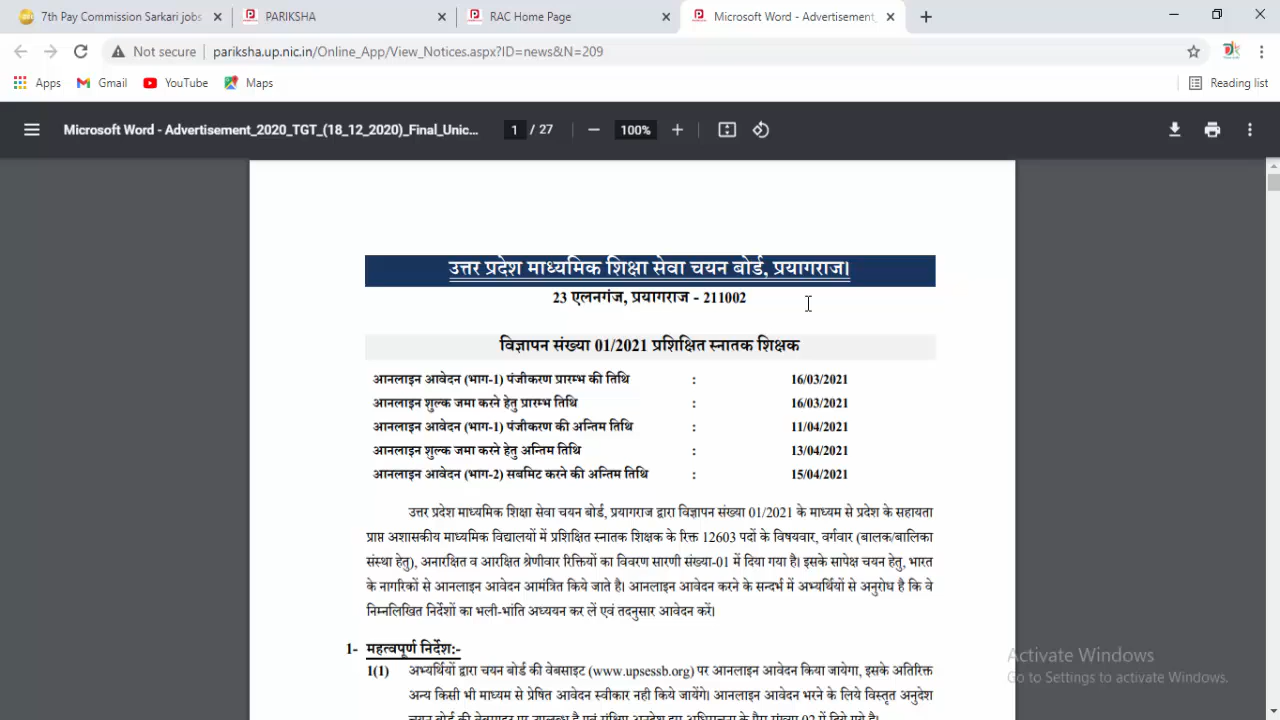 7th Pay Commission Sarkari jobs
PARIKSHA
RAC Home Page
Microsoft Word - Advertisement_
Not secure
pariksha.up.nic.in/Online_App/View_Notices.aspx?ID=news&N=209
Apps
Gmail
YouTube
Maps
Reading list
Microsoft Word - Advertisement_2020_TGT_(18_12_2020)_Final_Unic...
1 / 27
100%
उत्तर प्रदेश माध्यमिक शिक्षा सेवा चयन बोर्ड, प्रयागराज।
23 एलनगंज, प्रयागराज - 211002
विज्ञापन संख्या 01/2021 प्रशिक्षित स्नातक शिक्षक
आनलाइन आवेदन (भाग-1) पंजीकरण प्रारम्भ की तिथि : 16/03/2021
आनलाइन शुल्क जमा करने हेतु प्रारम्भ तिथि : 16/03/2021
आनलाइन आवेदन (भाग-1) पंजीकरण की अन्तिम तिथि : 11/04/2021
आनलाइन शुल्क जमा करने हेतु अन्तिम तिथि : 13/04/2021
आनलाइन आवेदन (भाग-2) सबमिट करने की अन्तिम तिथि : 15/04/2021
उत्तर प्रदेश माध्यमिक शिक्षा सेवा चयन बोर्ड, प्रयागराज द्वारा विज्ञापन संख्या 01/2021 के माध्यम से प्रदेश के सहायता
प्राप्त अशासकीय माध्यमिक विद्यालयों में प्रशिक्षित स्नातक शिक्षक के रिक्त 12603 पदों के विषयवार, वर्गवार (बालक/बालिका
संस्था हेतु), अनारक्षित व आरक्षित श्रेणीवार रिक्तियों का विवरण सारणी संख्या-01 में दिया गया है। इसके सापेक्ष चयन हेतु, भारत
के नागरिकों से आनलाइन आवेदन आमंत्रित किये जाते है। आनलाइन आवेदन करने के सन्दर्भ में अभ्यर्थियों से अनुरोध है कि वे
निम्नलिखित निर्देशों का भली-भांति अध्ययन कर लें एवं तदनुसार आवेदन करें।
1- महत्वपूर्ण निर्देश:-
1(1) अभ्यर्थियों द्वारा चयन बोर्ड की वेबसाइट (www.upsessb.org) पर आनलाइन आवेदन किया जायेगा, इसके अतिरिक्त
अन्य किसी भी माध्यम से प्रेषित आवेदन स्वीकार नही किये जायेंगे। आनलाइन आवेदन भरने के लिये विस्तृत अनुदेश
Activate Windows
Go to Settings to activate Windows.